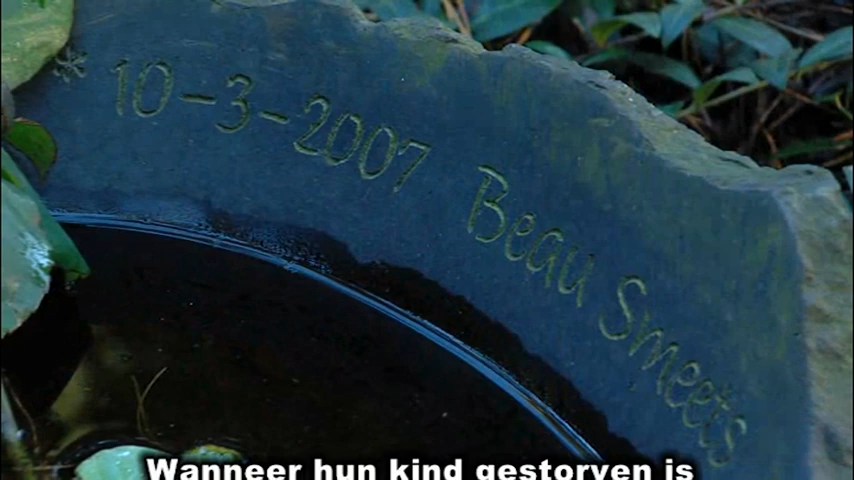 * 10-3-2007 Beau Smeets
Wanneer hun kind gestorven is